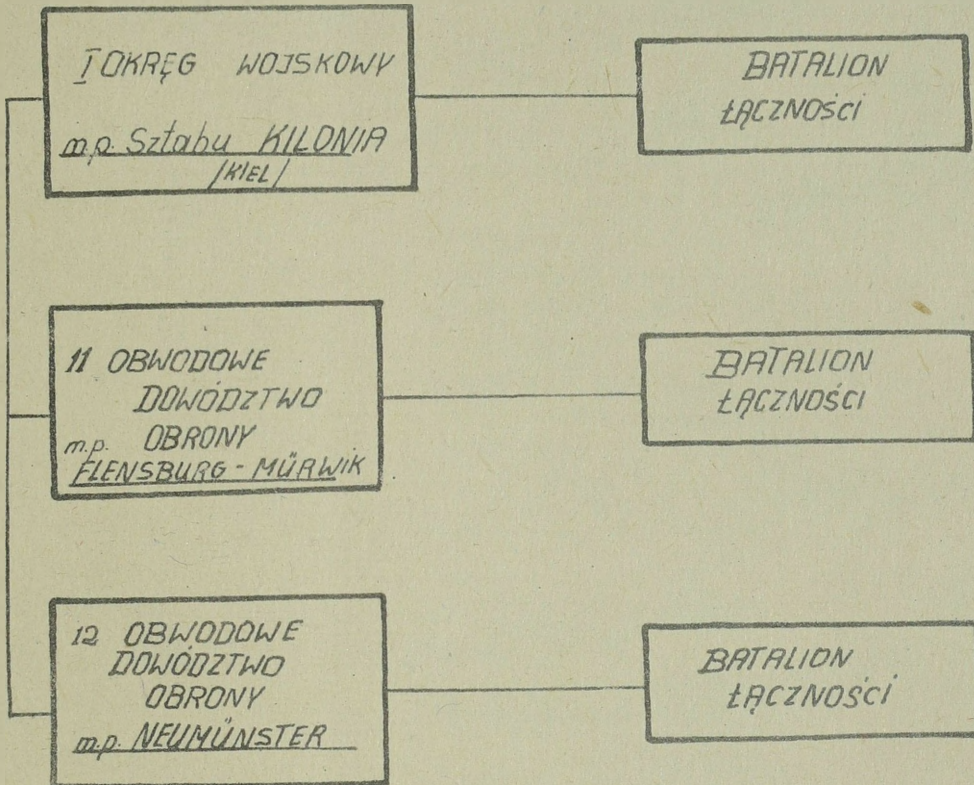 I OKRĘG WOJSKOWY
m.p. Sztabu KILONIA
/KIEL/
BATALION
ŁĄCZNOŚCI
11 OBWODOWE
DOWÓDZTWO
m.p. OBRONY
FLENSBURG - MÜRWIK
BATALION
ŁĄCZNOŚCI
12 OBWODOWE
DOWÓDZTWO
OBRONY
m.p. NEUMÜNSTER
BATALION
ŁĄCZNOŚCI